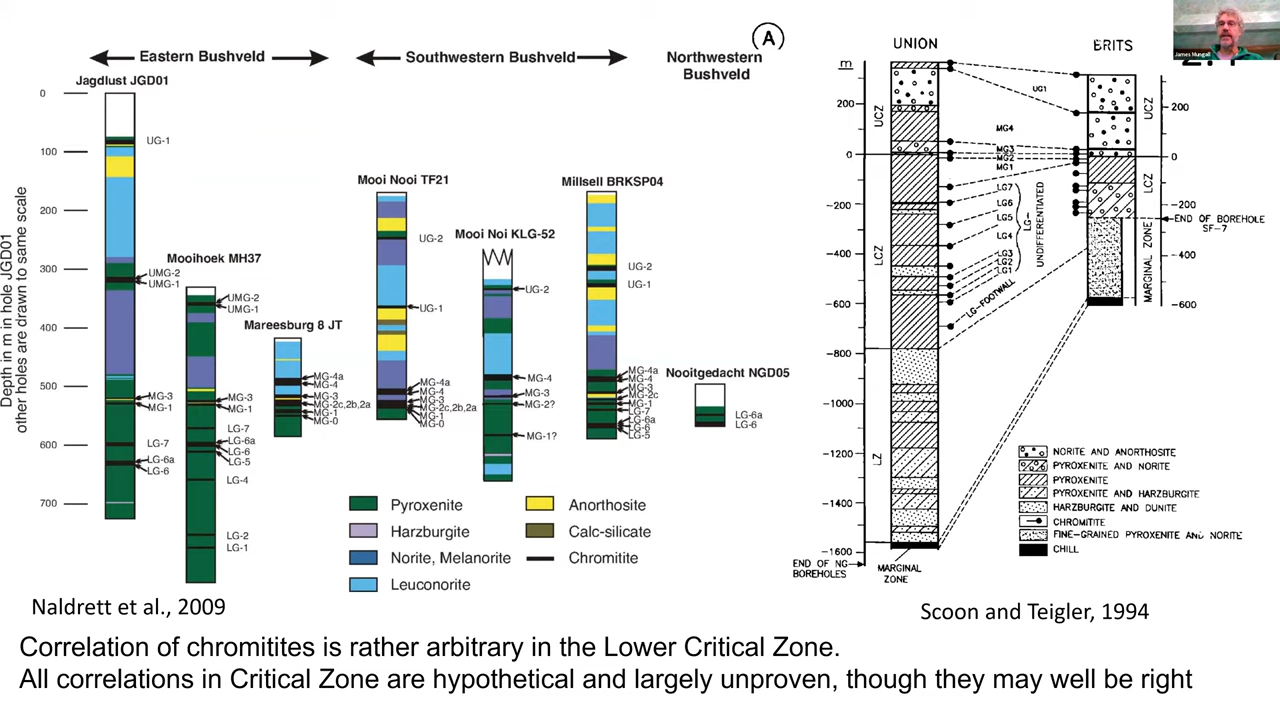 Eastern Bushveld
Southwestern Bushveld
Northwestern
Bushveld
Jagdlust JGD01
Depth in m in hole JGD01
other holes are drawn to same scale
0
100
200
300
400
500
600
700
UG-1
UMG-2
UMG-1
MG-3
MG-1
LG-7
LG-6a
LG-6
Mooihoek MH37
UMG-2
UMG-1
MG-3
MG-1
LG-7
LG-6a
LG-6
LG-5
LG-4
LG-2
LG-1
Mareesburg 8 JT
MG-4a
MG-4
MG-3
MG-2c,2b,2a
MG-1
MG-0
Mooi Nooi TF21
UG-2
UG-1
MG-4a
MG-4
MG-3
MG-2c,2b,2a
MG-1
MG-0
Mooi Noi KLG-52
UG-2
MG-4
MG-3
MG-2?
MG-1?
Millsell BRKSP04
UG-2
UG-1
MG-4a
MG-4
MG-3
MG-2c
MG-1
LG-7
LG-6a
LG-6
LG-5
Nooitgedacht NGD05
LG-6a
LG-6
Pyroxenite
Harzburgite
Norite, Melanorite
Leuconorite
Anorthosite
Calc-silicate
Chromitite
Naldrett et al., 2009
A
UNION
BRITS
James Mungall
m
200
0
-200
-400
-600
-800
-1000
-1200
-1400
-1600
UCZ
LCZ
LZ
UG1
MG4
MG3
MG2
MG1
LG7
LG6
LG5
LG4
LG3
LG2
LG1
LG-
UNDIFFERENTIATED
LG-FOOTWALL
UCZ
LCZ
MARGINAL ZONE
200
0
-200
-400
-600
END OF BOREHOLE
SF-7
END OF NG
BOREHOLES
MARGINAL
ZONE
NORITE AND ANORTHOSITE
PYROXENITE AND NORITE
PYROXENITE
PYROXENITE AND HARZBURGITE
HARZBURGITE AND DUNITE
CHROMITITE
FINE-GRAINED PYROXENITE AND NORITE
CHILL
Scoon and Teigler, 1994
Correlation of chromitites is rather arbitrary in the Lower Critical Zone.
All correlations in Critical Zone are hypothetical and largely unproven, though they may well be right